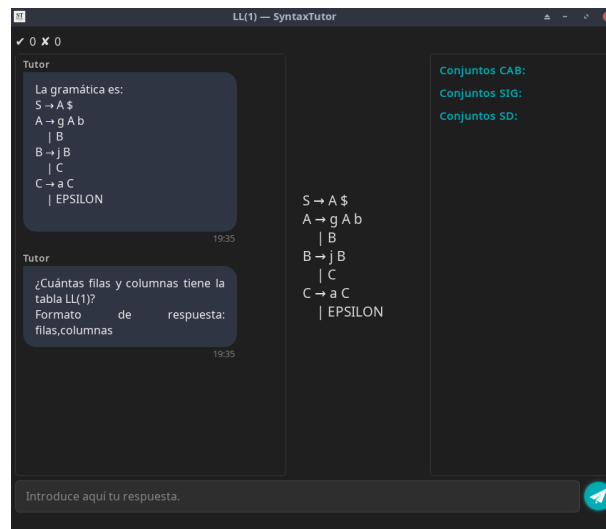 ST
LL(1) — SyntaxTutor
✔ 0 ✘ 0
Tutor
La gramática es:
S → A $
A → g A b
| B
B → j B
| C
C → a C
| EPSILON
19:35
Tutor
¿Cuántas filas y columnas tiene la
tabla LL(1)?
Formato de respuesta:
filas,columnas
19:35
S → A $
A → g A b
| B
B → j B
| C
C → a C
| EPSILON
Conjuntos CAB:
Conjuntos SIG:
Conjuntos SD:
Introduce aquí tu respuesta.